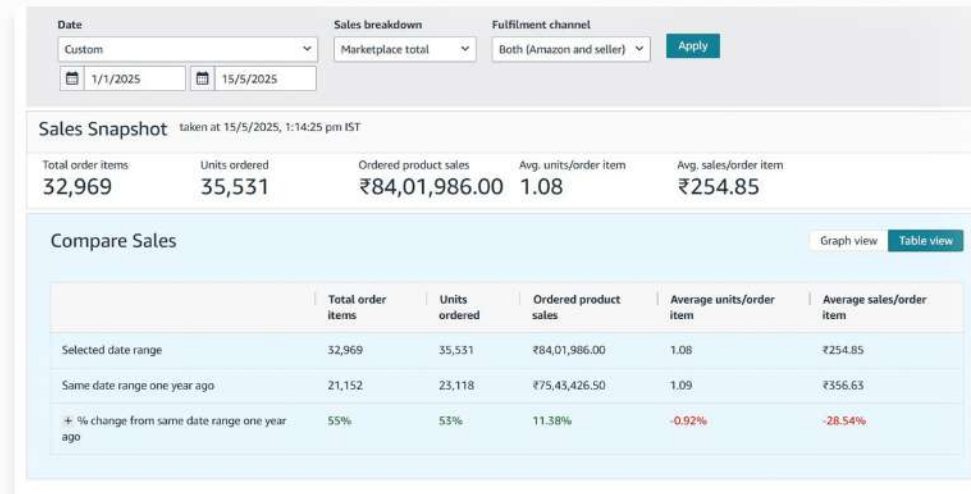 Date
Sales breakdown
Fulfilment channel
Custom
Marketplace total
Both (Amazon and seller)
Apply
1/1/2025
15/5/2025
Sales Snapshot taken at 15/5/2025, 1:14:25 pm IST
Total order items
Units ordered
Ordered product sales
Avg. units/order item
Avg. sales/order item
32,969
35,531
₹84,01,986.00
1.08
₹254.85
Compare Sales
Graph view
Table view
Total order items
Units ordered
Ordered product sales
Average units/order item
Average sales/order item
Selected date range
32,969
35,531
₹84,01,986.00
1.08
₹254.85
Same date range one year ago
21,152
23,118
₹75,43,426.50
1.09
₹356.63
+ % change from same date range one year ago
55%
53%
11.38%
-0.92%
-28.54%